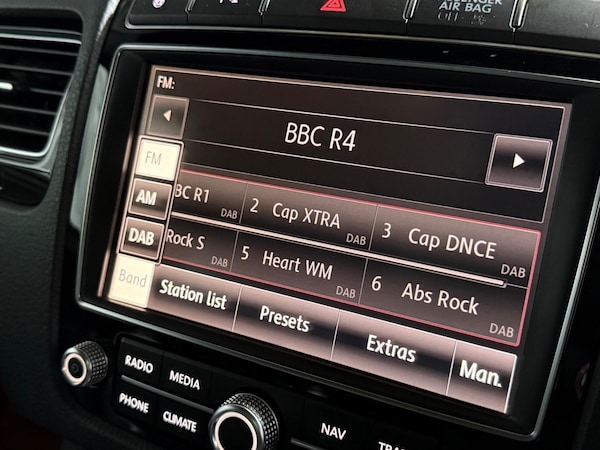 AIR BAG
OFF
FM:
BBC R4
FM
AM
DAB
Band
BC R1 DAB
2 Cap XTRA DAB
3 Cap DNCE DAB
Rock S
5 Heart WM DAB
6 Abs Rock DAB
Station list
Presets
Extras
Man.
RADIO
MEDIA
PHONE
CLIMATE
NAV